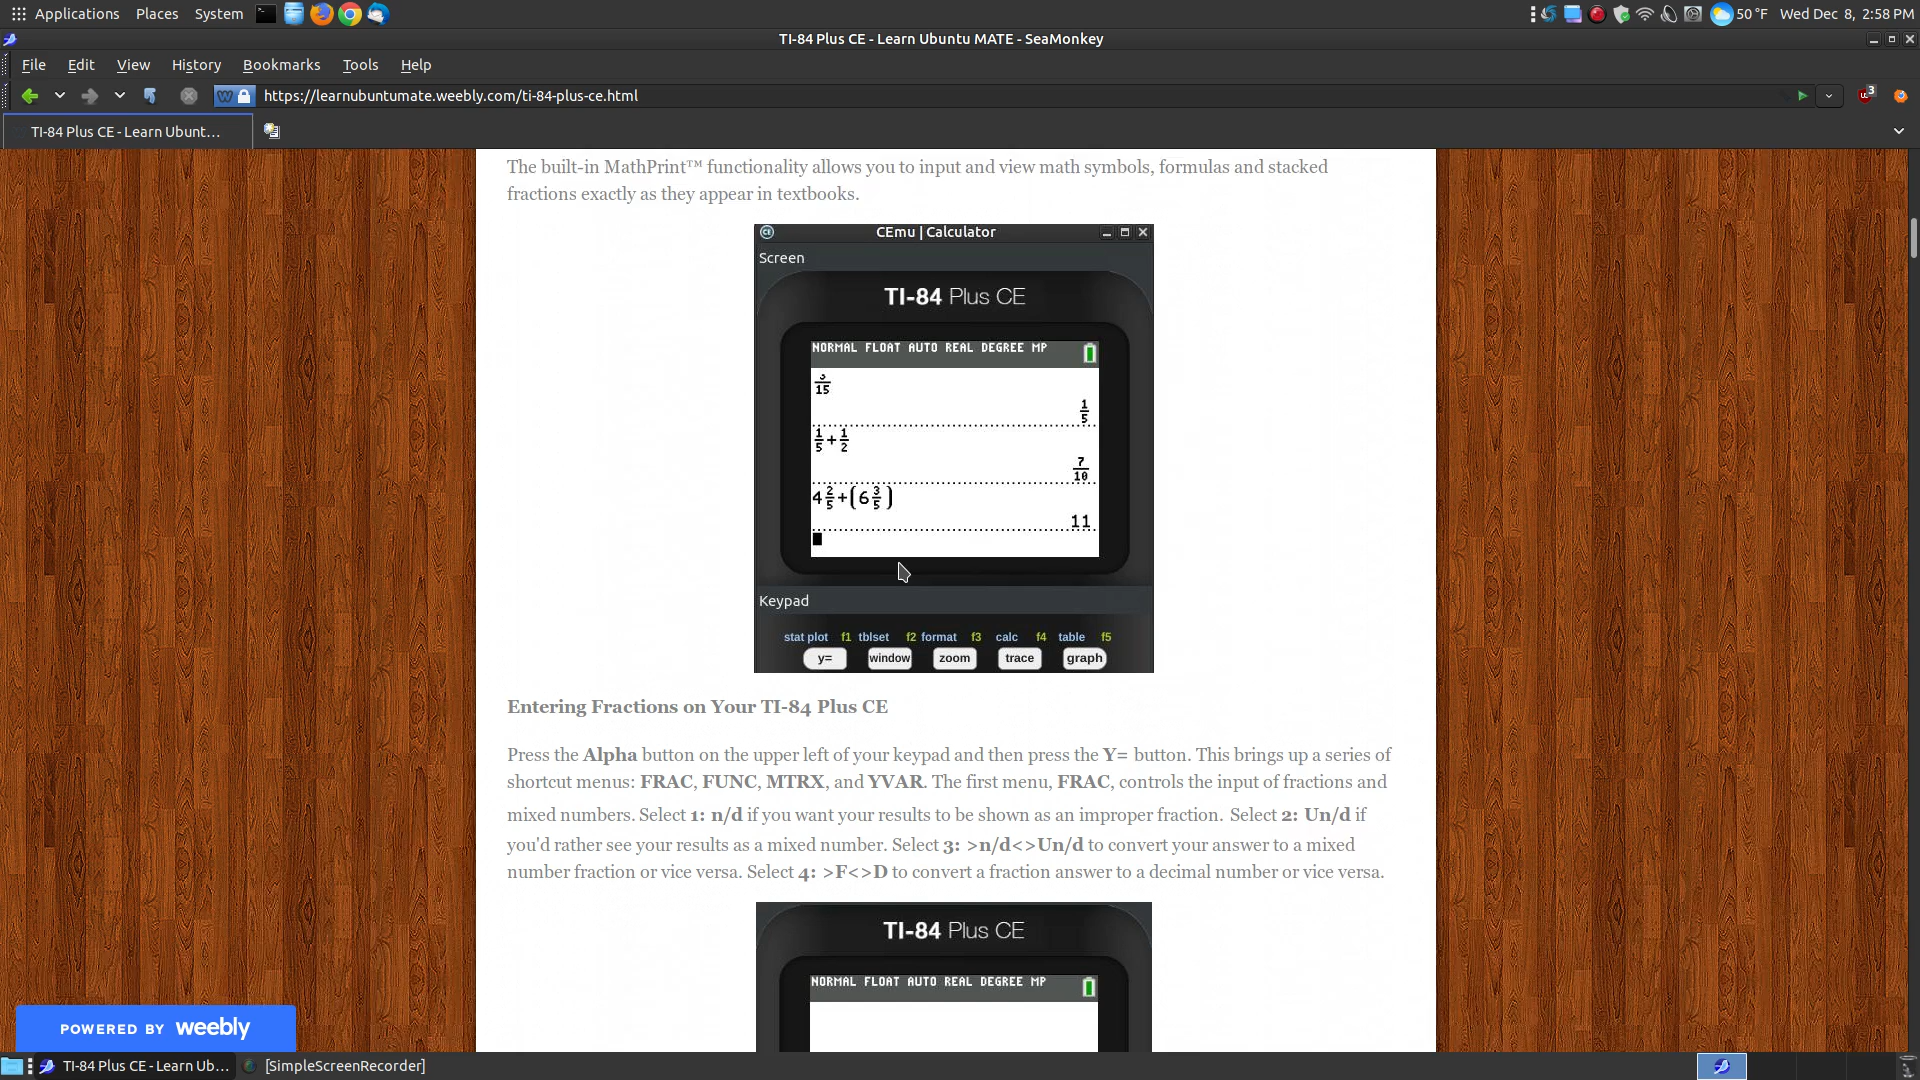 Applications Places System
50 °F Wed Dec 8, 2:58 PM
TI-84 Plus CE - Learn Ubuntu MATE - SeaMonkey
File Edit View History Bookmarks Tools Help
https://learnubuntumate.weebly.com/ti-84-plus-ce.html
3
TI-84 Plus CE - Learn Ubunt...
The built-in MathPrint™ functionality allows you to input and view math symbols, formulas and stacked
fractions exactly as they appear in textbooks.
CEmu | Calculator
Screen
TI-84 Plus CE
NORMAL FLOAT AUTO REAL DEGREE MP
3/15
1/5
1/5+1/2
7/10
4 2/5+(6 3/5)
11
Keypad
stat plot f1 tblset f2 format f3 calc f4 table f5
y= window zoom trace graph
Entering Fractions on Your TI-84 Plus CE
Press the Alpha button on the upper left of your keypad and then press the Y= button. This brings up a series of
shortcut menus: FRAC, FUNC, MTRX, and YVAR. The first menu, FRAC, controls the input of fractions and
mixed numbers. Select 1: n/d if you want your results to be shown as an improper fraction. Select 2: Un/d if
you'd rather see your results as a mixed number. Select 3: >n/d<>Un/d to convert your answer to a mixed
number fraction or vice versa. Select 4: >F<>D to convert a fraction answer to a decimal number or vice versa.
TI-84 Plus CE
NORMAL FLOAT AUTO REAL DEGREE MP
POWERED BY weebly
TI-84 Plus CE - Learn Ub... [SimpleScreenRecorder]